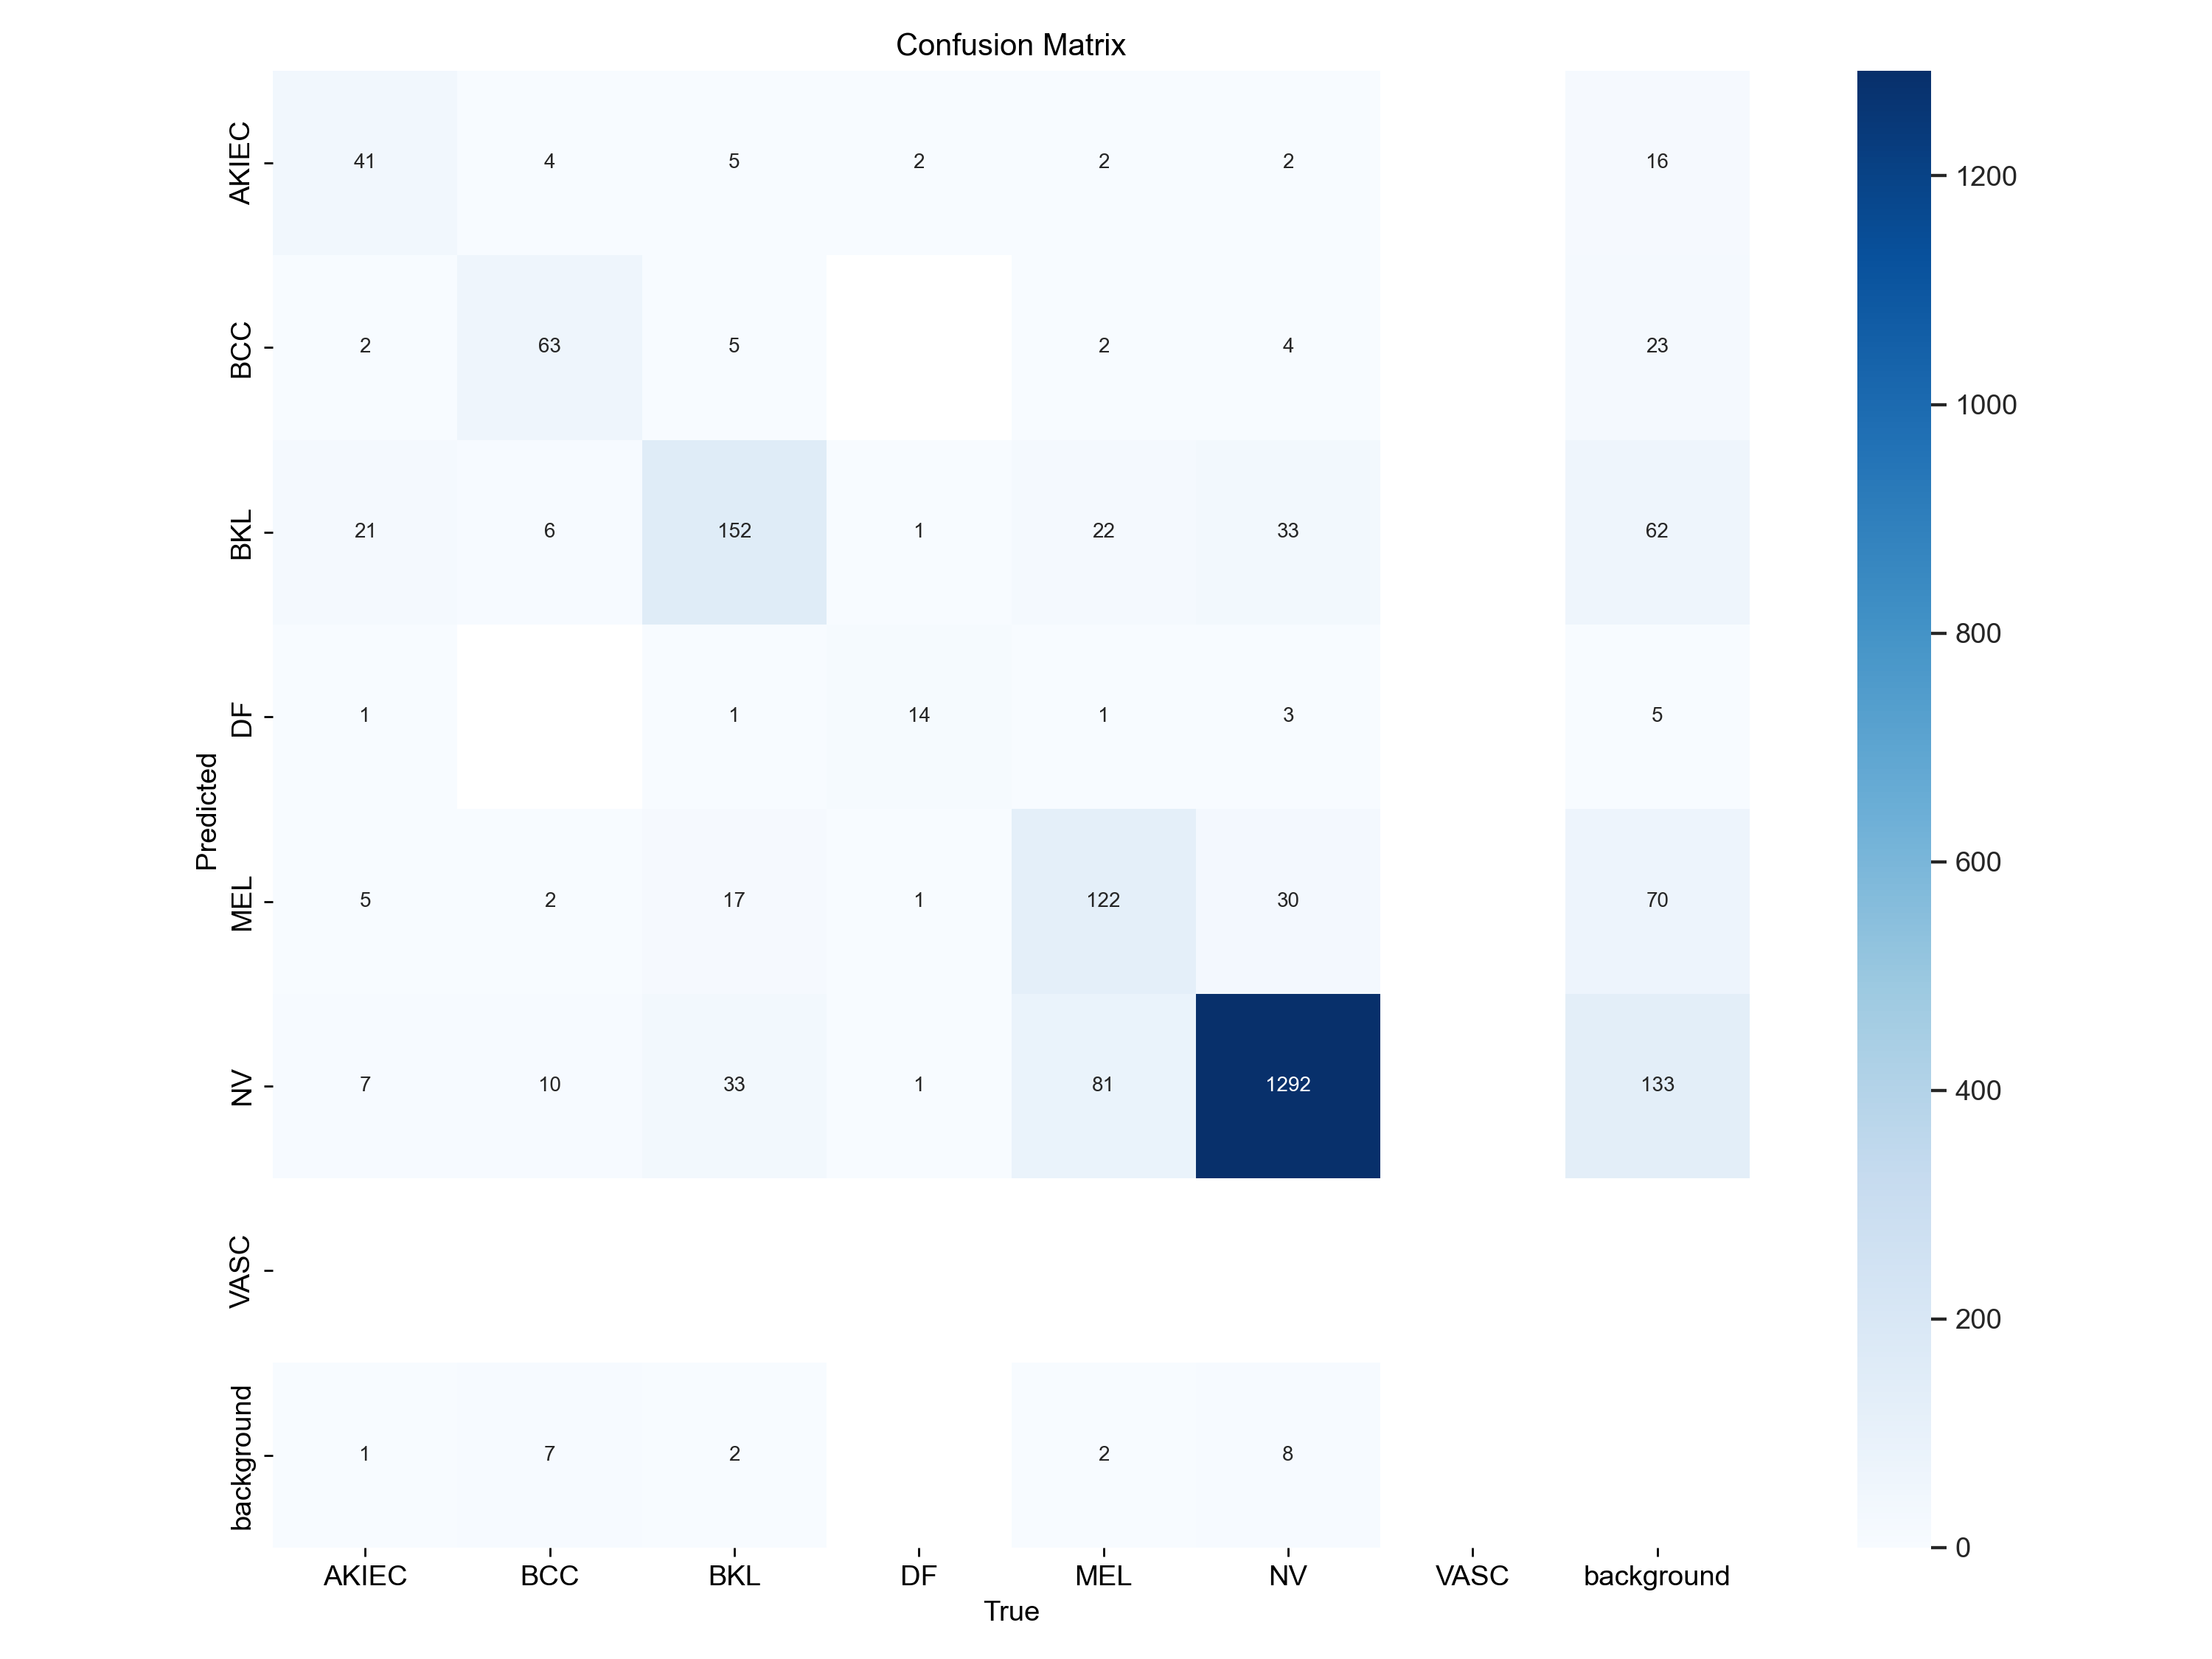 Confusion Matrix
AKIEC 41 4 5 2 2 2 16
BCC 2 63 5 2 4 23
BKL 21 6 152 1 22 33 62
DF 1 1 14 1 3 5
MEL 5 2 17 1 122 30 70
NV 7 10 33 1 81 1292 133
VASC
background 1 7 2 2 8
Predicted
AKIEC BCC BKL DF MEL NV VASC background
True
1200
1000
800
600
400
200
0